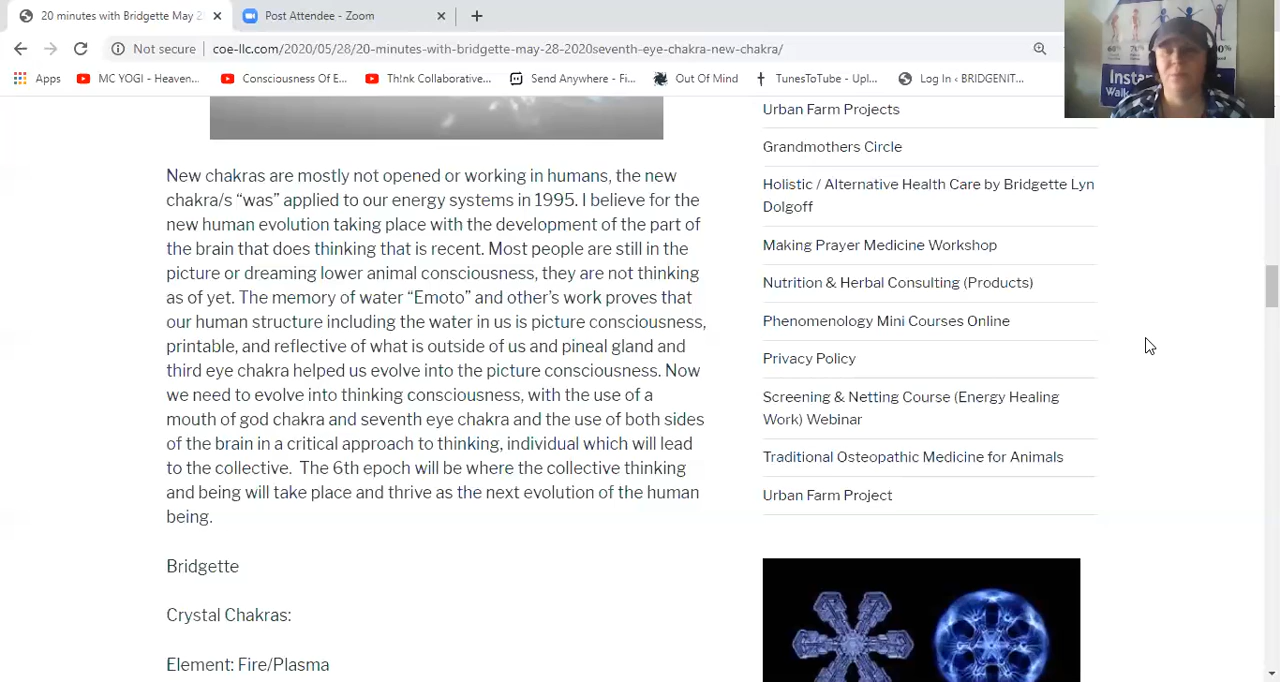 20 minutes with Bridgette May 2
Post Attendee - Zoom
Not secure
coe-llc.com/2020/05/28/20-minutes-with-bridgette-may-28-2020seventh-eye-chakra-new-chakra/
Apps
MC YOGI - Heaven...
Consciousness Of E...
Th!nk Collaborative...
Send Anywhere - Fi...
Out Of Mind
TunesToTube - Upl...
Log In ‹ BRIDGENIT...
Insta
Walk
New chakras are mostly not opened or working in humans, the new
chakra/s “was” applied to our energy systems in 1995. I believe for the
new human evolution taking place with the development of the part of
the brain that does thinking that is recent. Most people are still in the
picture or dreaming lower animal consciousness, they are not thinking
as of yet. The memory of water “Emoto” and other’s work proves that
our human structure including the water in us is picture consciousness,
printable, and reflective of what is outside of us and pineal gland and
third eye chakra helped us evolve into the picture consciousness. Now
we need to evolve into thinking consciousness, with the use of a
mouth of god chakra and seventh eye chakra and the use of both sides
of the brain in a critical approach to thinking, individual which will lead
to the collective. The 6th epoch will be where the collective thinking
and being will take place and thrive as the next evolution of the human
being.
Bridgette
Crystal Chakras:
Element: Fire/Plasma
Urban Farm Projects
Grandmothers Circle
Holistic / Alternative Health Care by Bridgette Lyn
Dolgoff
Making Prayer Medicine Workshop
Nutrition & Herbal Consulting (Products)
Phenomenology Mini Courses Online
Privacy Policy
Screening & Netting Course (Energy Healing
Work) Webinar
Traditional Osteopathic Medicine for Animals
Urban Farm Project